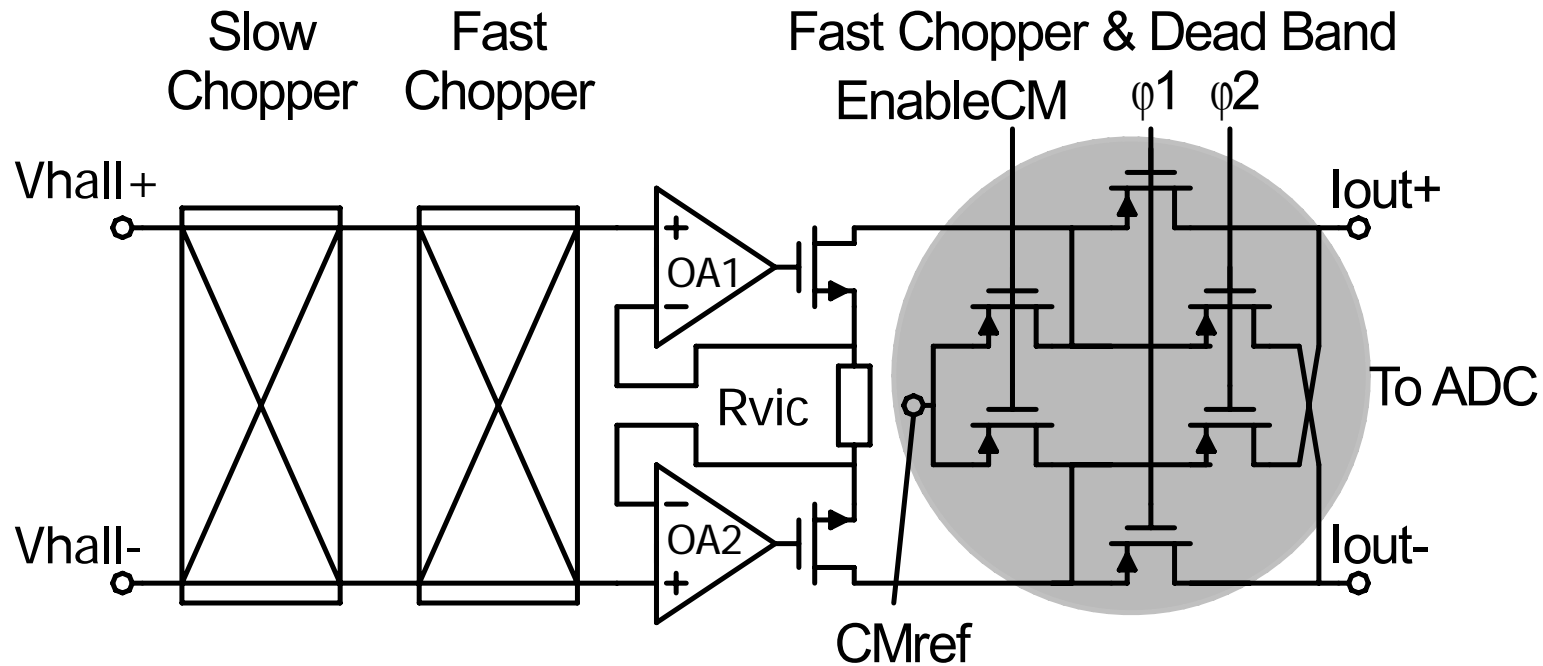 Slow
Chopper
Fast
Chopper
Fast Chopper & Dead Band
EnableCM
φ1
φ2
Vhall+
Iout+
+
OA1
−
Rvic
To ADC
−
OA2
+
Vhall-
Iout-
CMref